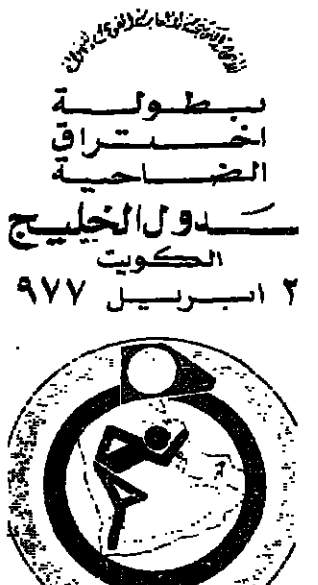 بطولة
اختراق
الضاحية
لدول الخليج
الكويت
٢ ابريل ٩٧٧